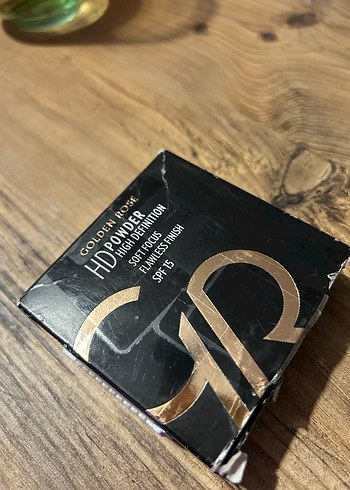 GOLDEN ROSE
HD POWDER
HIGH DEFINITION
SOFT FOCUS
FLAWLESS FINISH
SPF 15